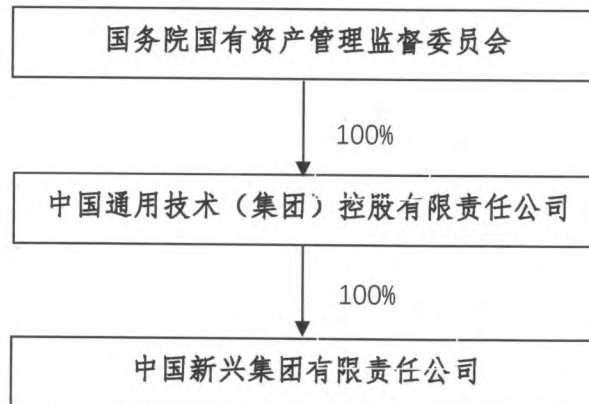 国务院国有资产管理监督委员会
100%
中国通用技术（集团）控股有限责任公司
100%
中国新兴集团有限责任公司